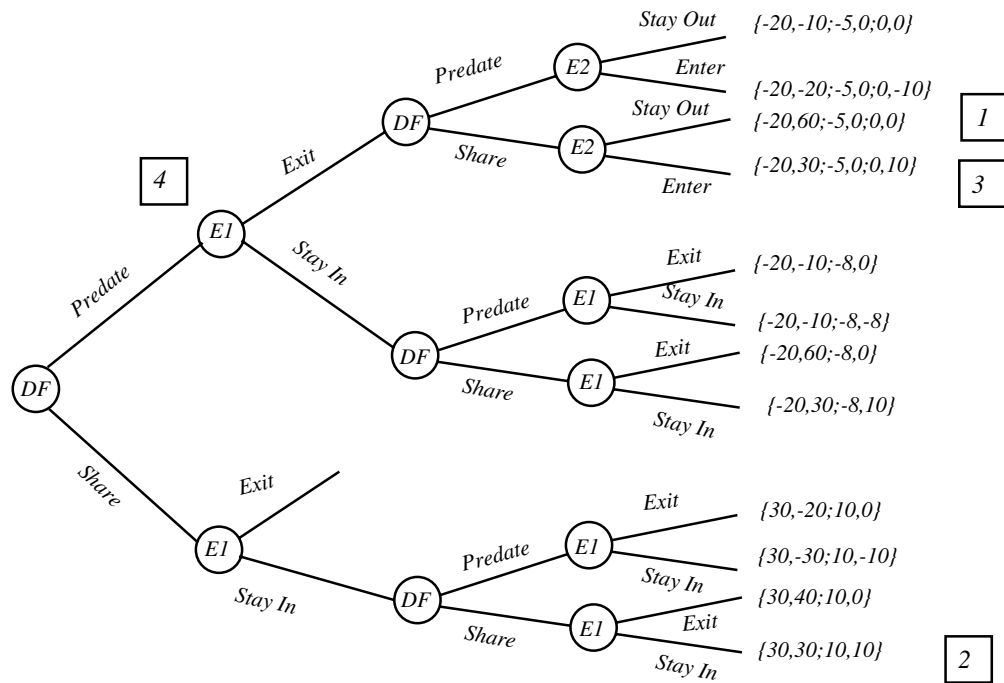 Stay Out {-20,-10;-5,0;0,0}
Predate E2 Enter
{-20,-20;-5,0;0,-10}
DF Stay Out {-20,60;-5,0;0,0} 1
Share E2
Exit Enter {-20,30;-5,0;0,10} 3
4
E1
Stay In Exit {-20,-10;-8,0}
Predate E1 Stay In
Predate {-20,-10;-8,-8}
DF Exit {-20,60;-8,0}
DF Share E1
Stay In {-20,30;-8,10}
Share Exit
Exit {30,-20;10,0}
E1 Predate E1
Stay In {30,-30;10,-10}
Stay In DF {30,40;10,0}
Share E1 Exit
Stay In {30,30;10,10} 2